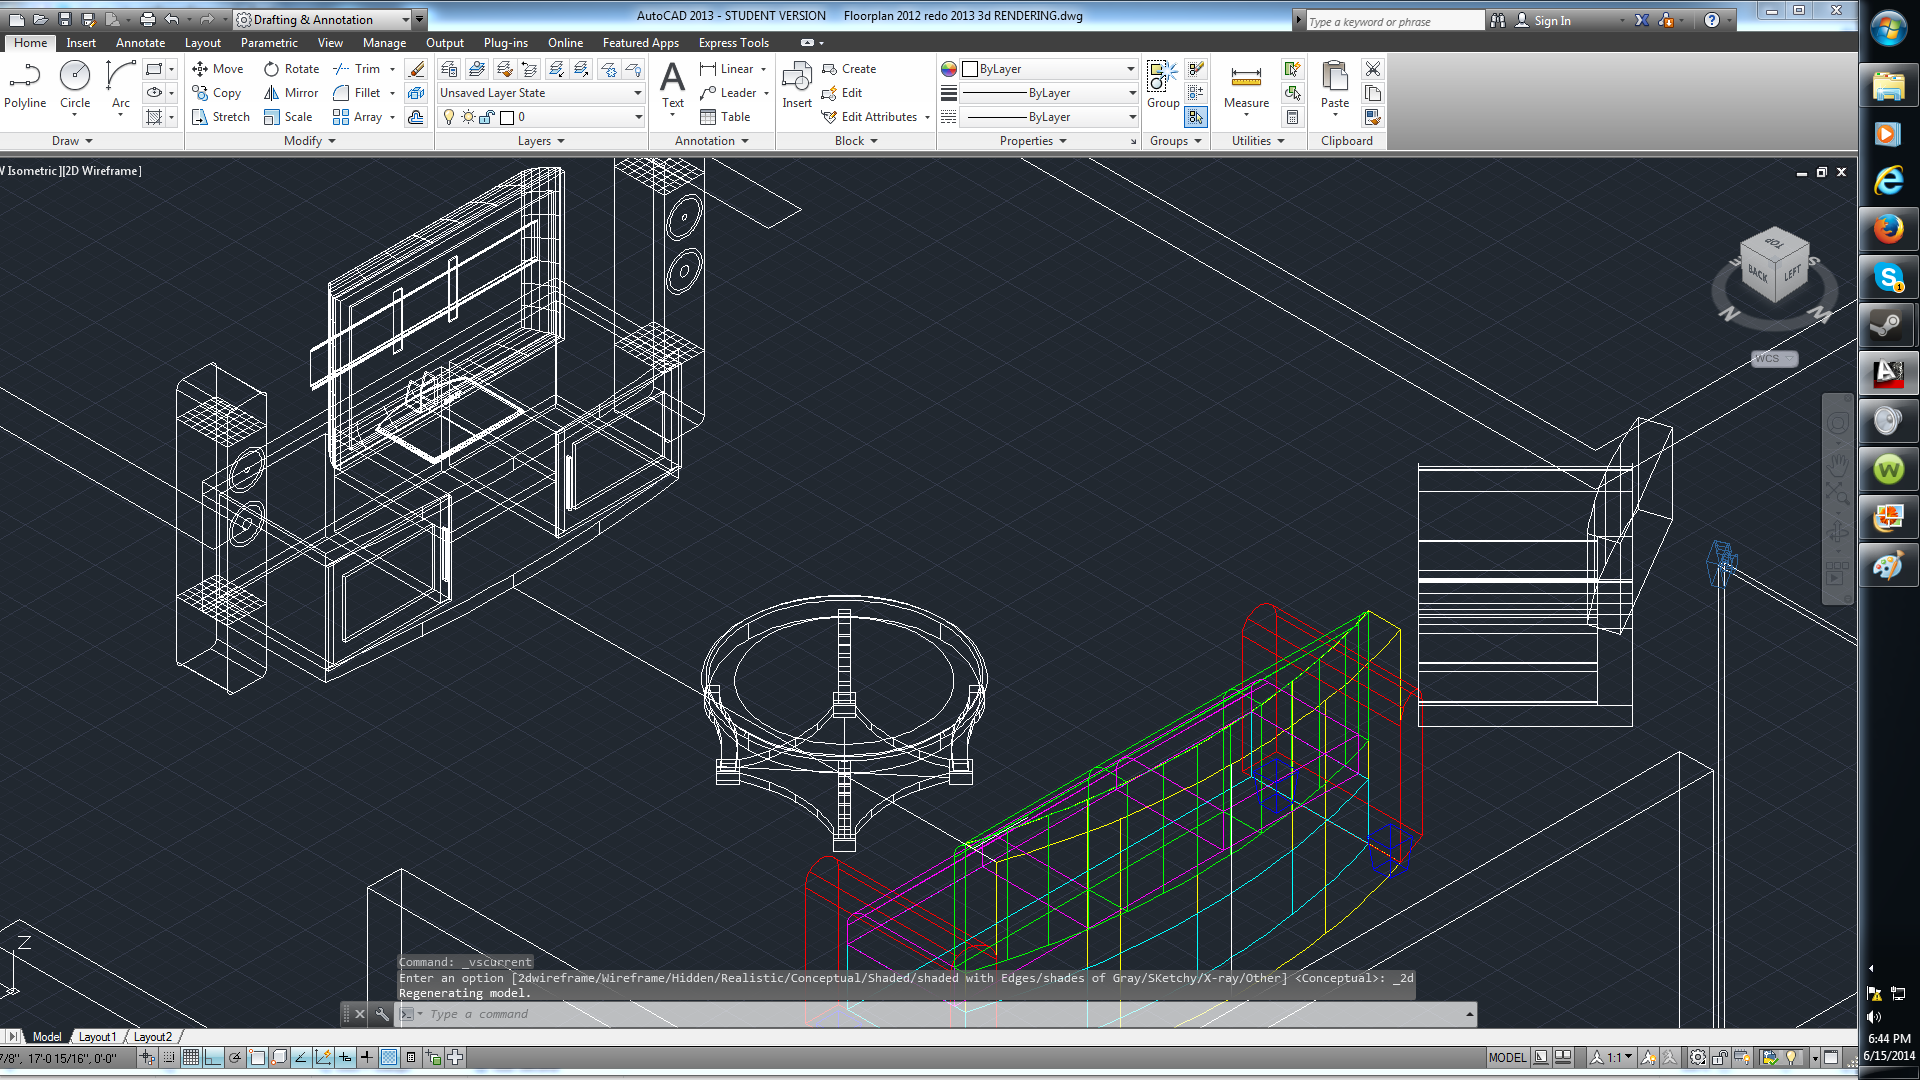 Drafting & Annotation
AutoCAD 2013 - STUDENT VERSION Floorplan 2012 redo 2013 3d RENDERING.dwg
Type a keyword or phrase
Sign In
Home Insert Annotate Layout Parametric View Manage Output Plug-ins Online Featured Apps Express Tools
Polyline
Circle
Arc
Move
Rotate
Trim
Copy
Mirror
Fillet
Stretch
Scale
Array
Unsaved Layer State
0
Text
Linear
Leader
Table
Insert
Create
Edit
Edit Attributes
ByLayer
ByLayer
ByLayer
Group
Measure
Paste
Draw
Modify
Layers
Annotation
Block
Properties
Groups
Utilities
Clipboard
W Isometric][2D Wireframe]
TOP
BACK
LEFT
N
W
S
WCS
Z
Command: _vscurrent
Enter an option [2dwireframe/Wireframe/Hidden/Realistic/Conceptual/Shaded/shaded with Edges/shades of Gray/SKetchy/X-ray/Other] <Conceptual>: _2d
Regenerating model.
Type a command
Model Layout1 Layout2
7/8", 17'-0 15/16", 0'-0"
MODEL
1:1
6:44 PM
6/15/2014